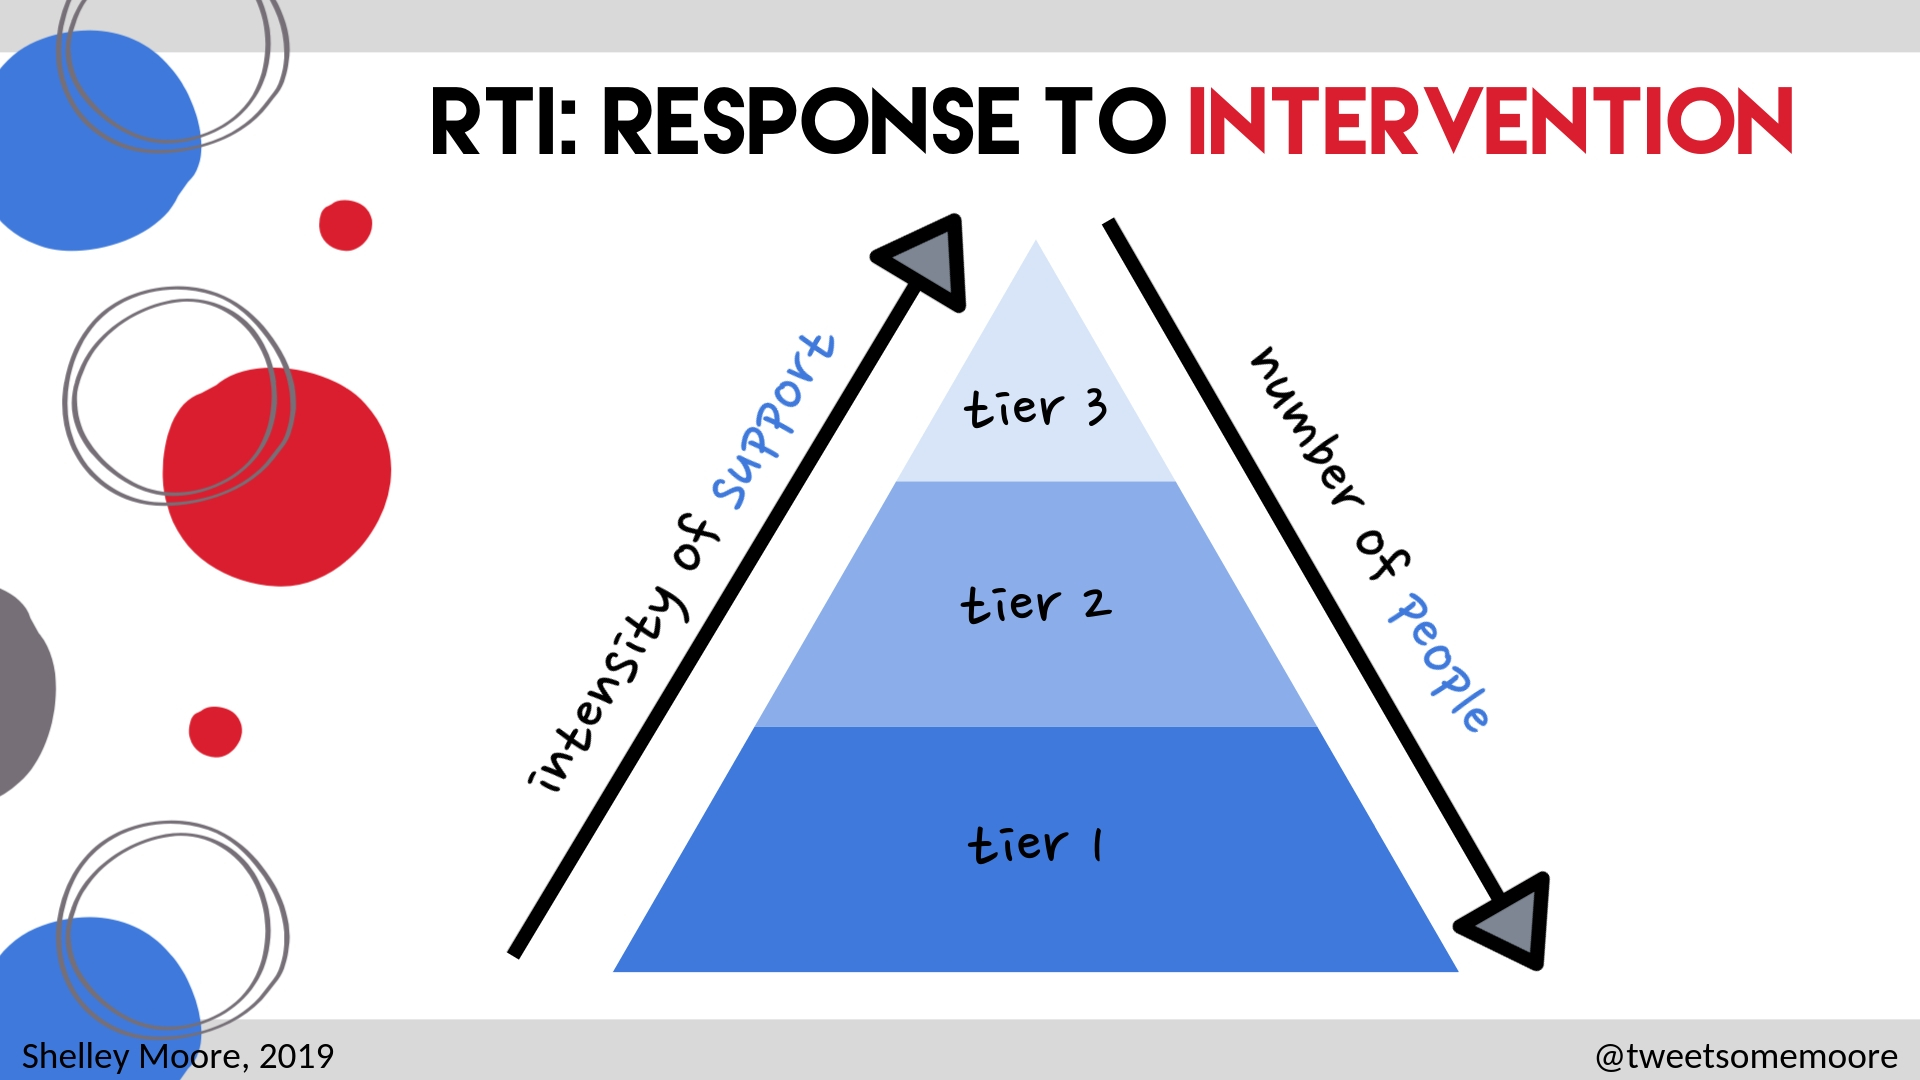 RTI: RESPONSE TO INTERVENTION
intensity of support
number of people
tier 3
tier 2
tier 1
Shelley Moore, 2019
@tweetsomemoore